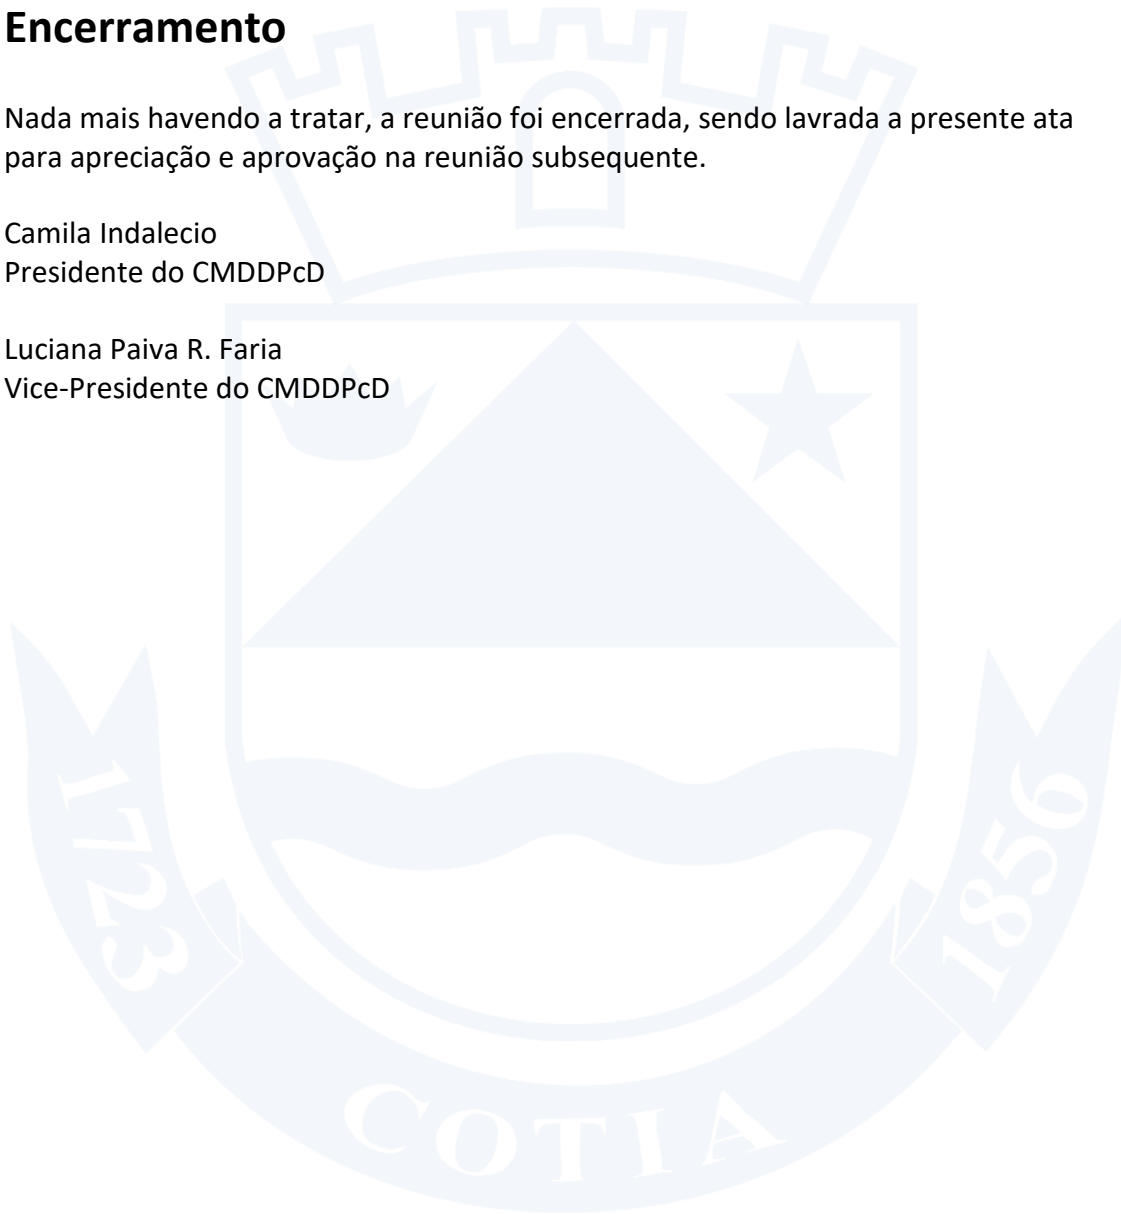 Encerramento
Nada mais havendo a tratar, a reunião foi encerrada, sendo lavrada a presente ata
para apreciação e aprovação na reunião subsequente.
Camila Indalecio
Presidente do CMDDPcD
Luciana Paiva R. Faria
Vice-Presidente do CMDDPcD
1723
1856
COTIA